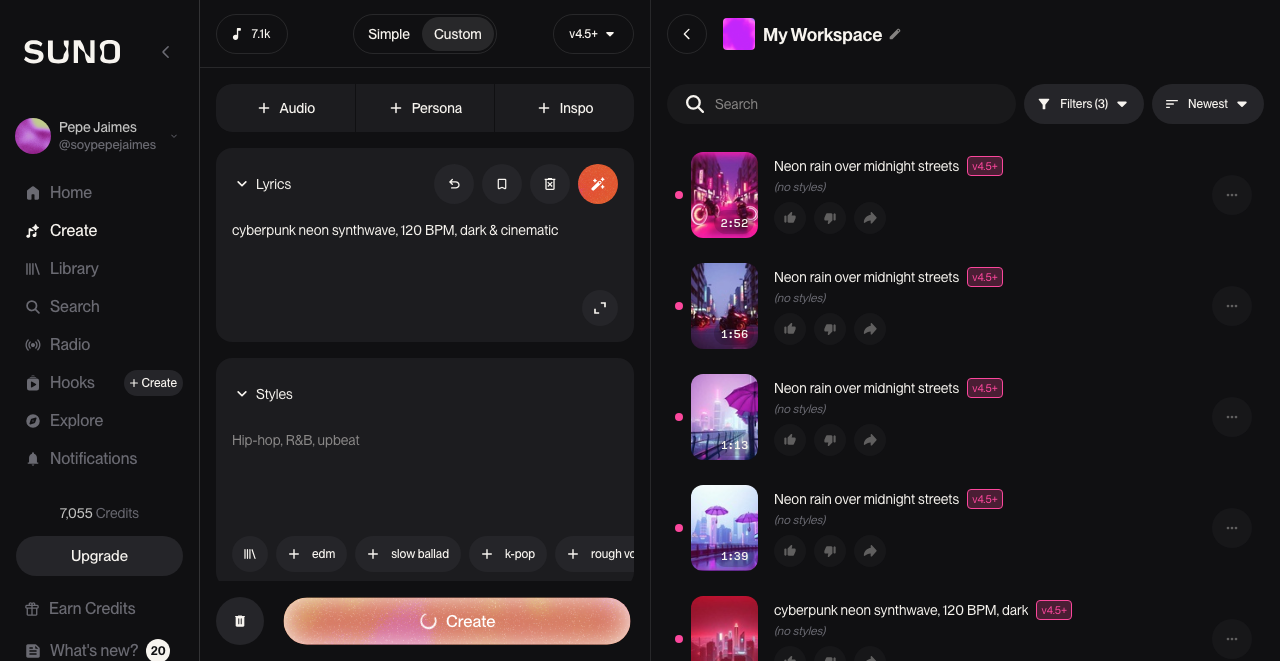 SUNO
Pepe Jaimes
@soypepejaimes
Home
Create
Library
Search
Radio
Hooks
+ Create
Explore
Notifications
7,055 Credits
Upgrade
Earn Credits
What's new? 20
7.1k
Simple Custom
v4.5+
+ Audio
+ Persona
+ Inspo
Lyrics
cyberpunk neon synthwave, 120 BPM, dark & cinematic
Styles
Hip-hop, R&B, upbeat
+ edm
+ slow ballad
+ k-pop
+ rough vo
Create
My Workspace
Search
Filters (3)
Newest
Neon rain over midnight streets v4.5+
(no styles)
2:52
Neon rain over midnight streets v4.5+
(no styles)
1:56
Neon rain over midnight streets v4.5+
(no styles)
1:13
Neon rain over midnight streets v4.5+
(no styles)
1:39
cyberpunk neon synthwave, 120 BPM, dark v4.5+
(no styles)